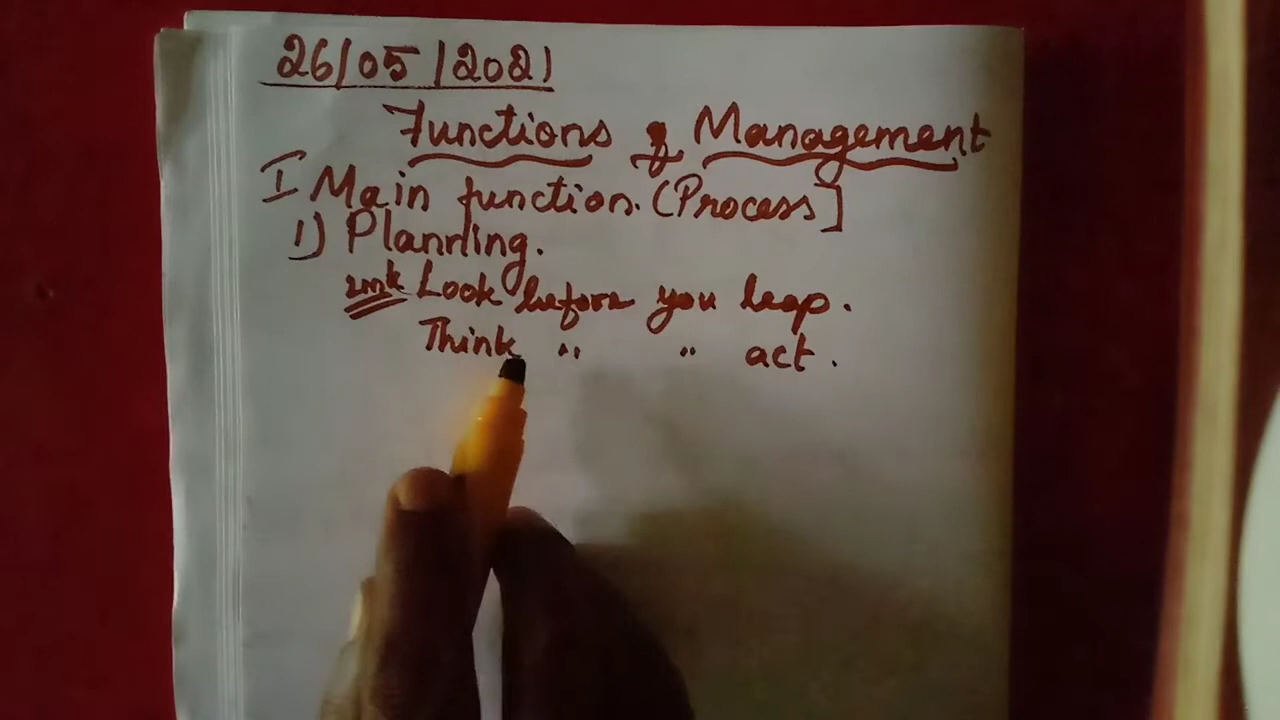 26/05/2021
Functions of Management
I Main function. (Process]
1) Planning.
2mk Look before you leap.
Think " " act.